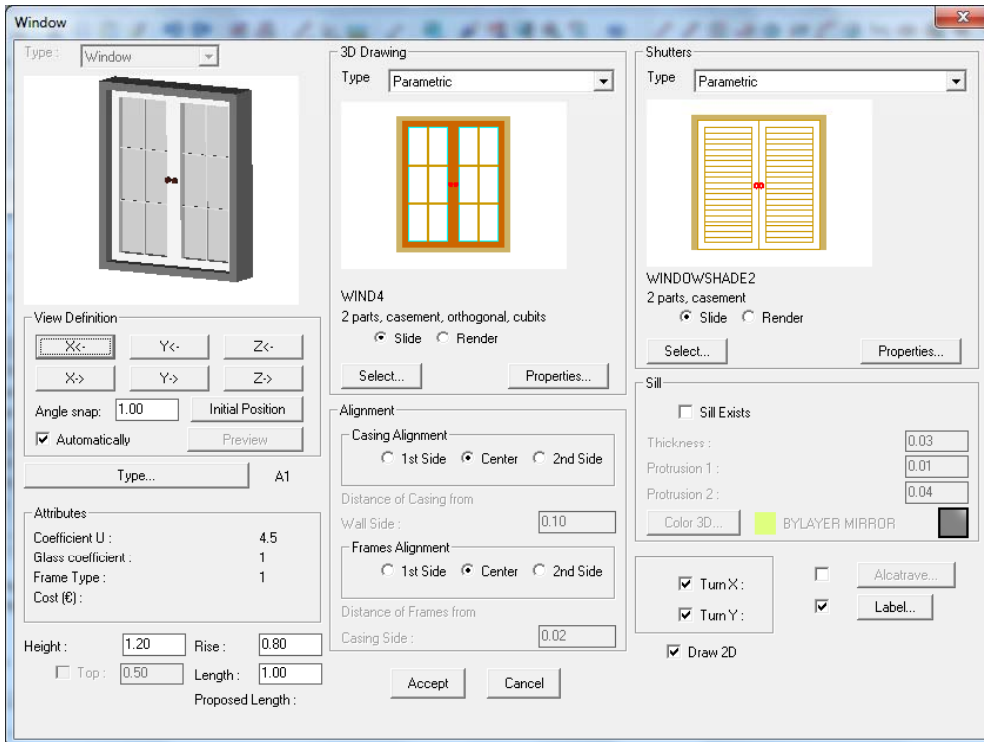 Window
Type :
Window
View Definition
X<-
Y<-
Z<-
X->
Y->
Z->
Angle snap:
1.00
Initial Position
Automatically
Preview
Type...
A1
Attributes
Coefficient U :
4.5
Glass coefficient :
1
Frame Type :
1
Cost (€) :
Height :
1.20
Rise :
0.80
Top :
0.50
Length :
1.00
Proposed Length :
3D Drawing
Type
Parametric
WIND4
2 parts, casement, orthogonal, cubits
Slide
Render
Select...
Properties...
Alignment
Casing Alignment
1st Side
Center
2nd Side
Distance of Casing from
Wall Side :
0.10
Frames Alignment
1st Side
Center
2nd Side
Distance of Frames from
Casing Side :
0.02
Accept
Cancel
Shutters
Type
Parametric
WINDOWSHADE2
2 parts, casement
Slide
Render
Select...
Properties...
Sill
Sill Exists
Thickness :
0.03
Protrusion 1 :
0.01
Protrusion 2 :
0.04
Color 3D...
BYLAYER MIRROR
Turn X :
Turn Y :
Alcatrave...
Label...
Draw 2D